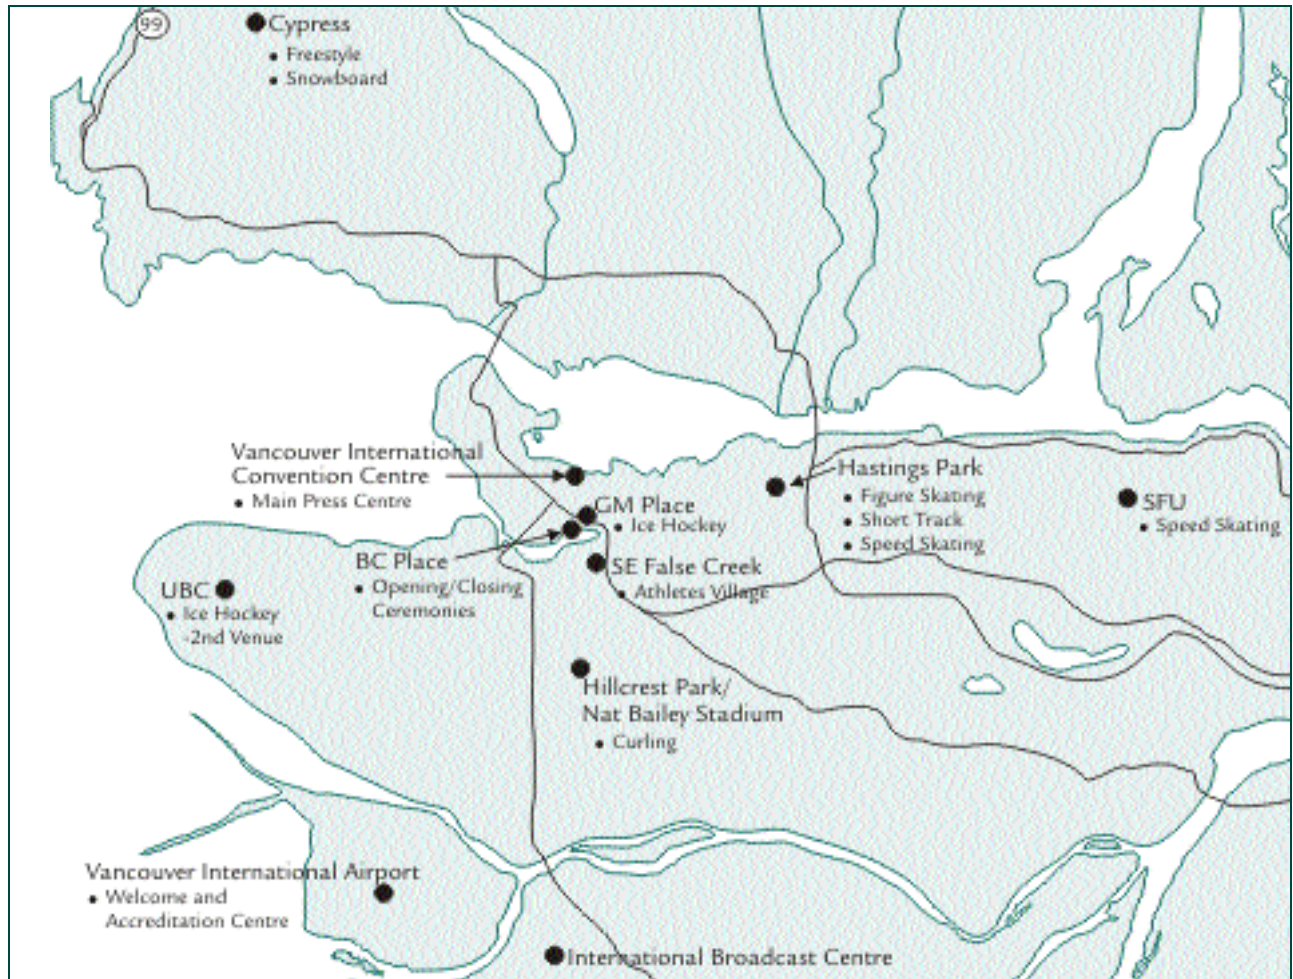 99
Cypress
• Freestyle
• Snowboard
Vancouver International
Convention Centre
• Main Press Centre
GM Place
• Ice Hockey
Hastings Park
• Figure Skating
• Short Track
• Speed Skating
SFU
• Speed Skating
BC Place
• Opening/Closing
Ceremonies
SE False Creek
• Athletes Village
UBC
• Ice Hockey
-2nd Venue
Hillcrest Park/
Nat Bailey Stadium
• Curling
Vancouver International Airport
• Welcome and
Accreditation Centre
International Broadcast Centre